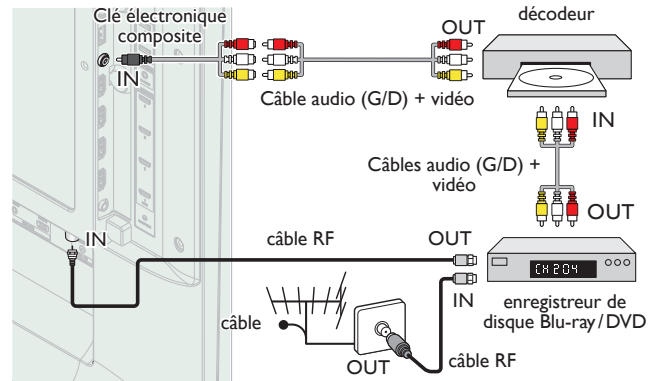 Clé électronique
composite
IN
OUT
décodeur
Câble audio (G/D) + vidéo
IN
Câbles audio (G/D) +
vidéo
OUT
IN
câble RF
OUT
CH 204
IN
enregistreur de
disque Blu-ray/DVD
câble
OUT
câble RF